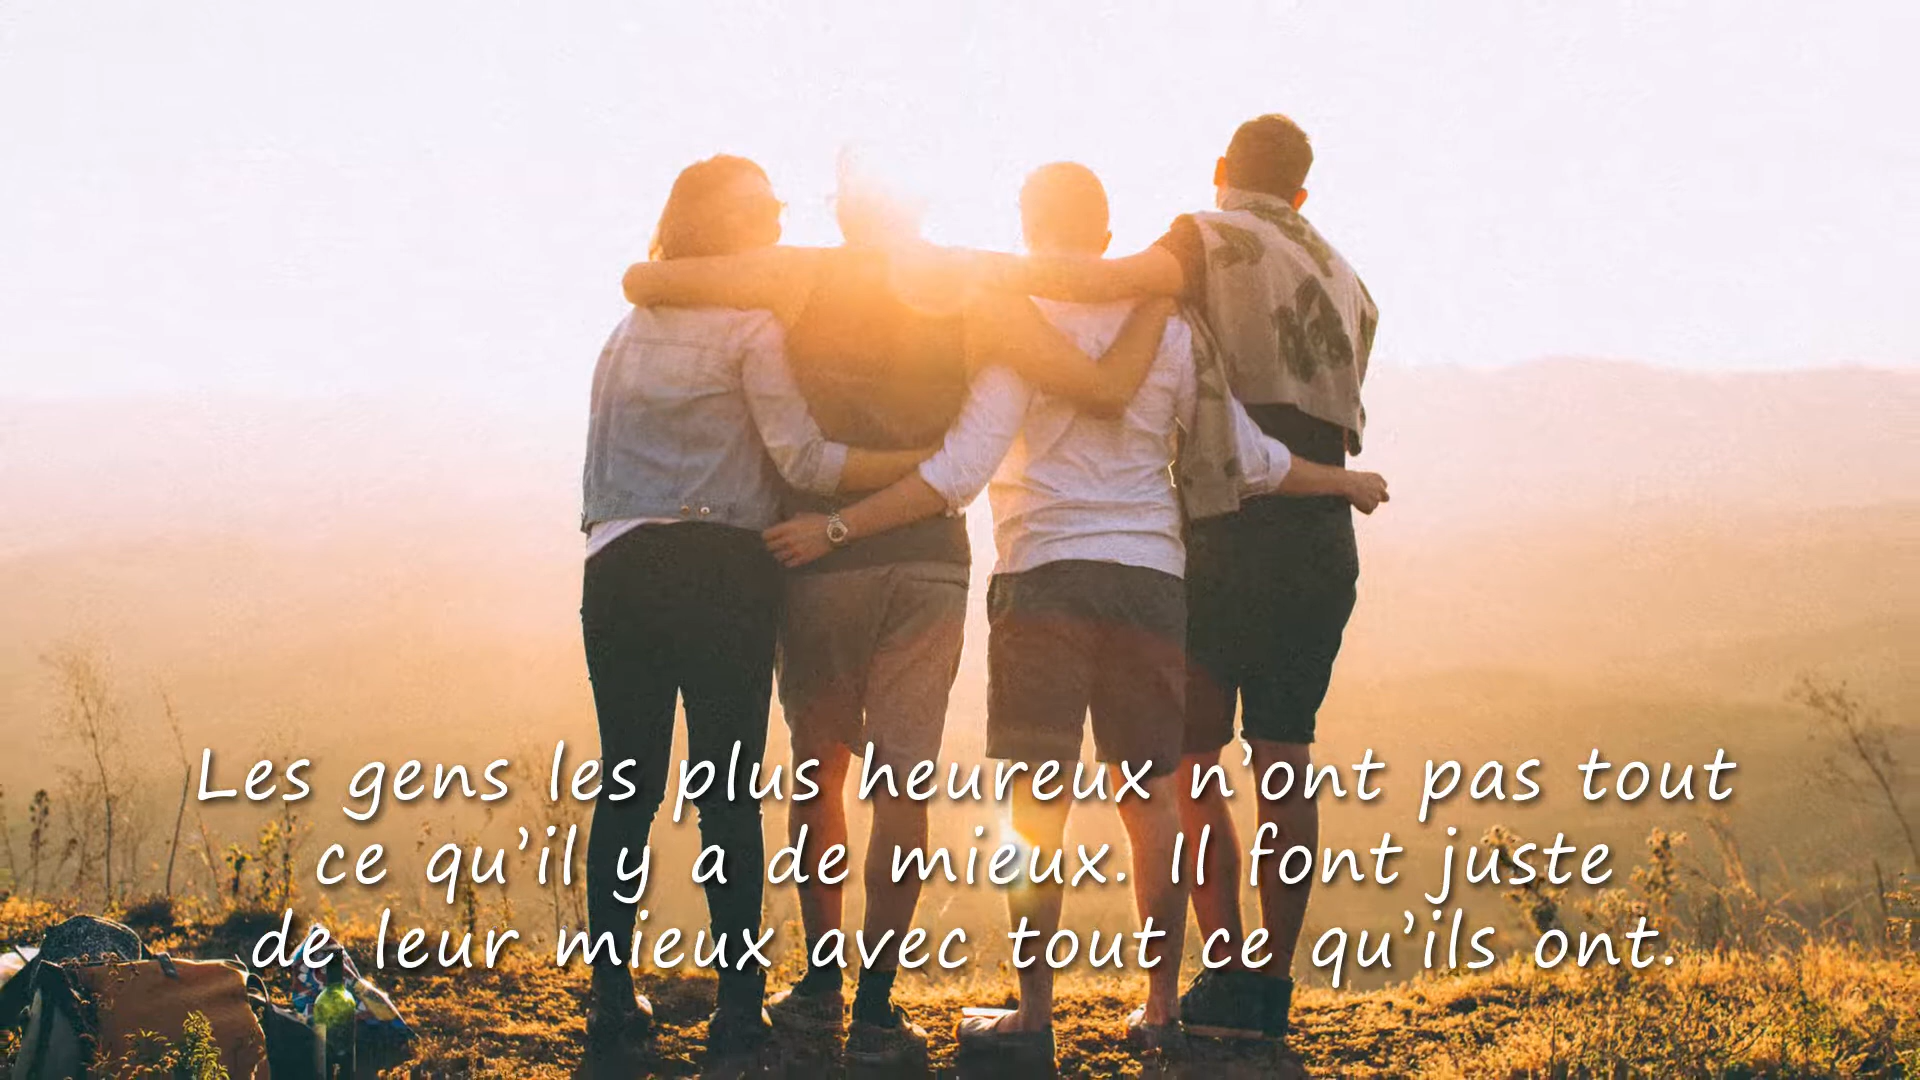 Les gens les plus heureux n’ont pas tout
ce qu’il y a de mieux. Il font juste
de leur mieux avec tout ce qu’ils ont.